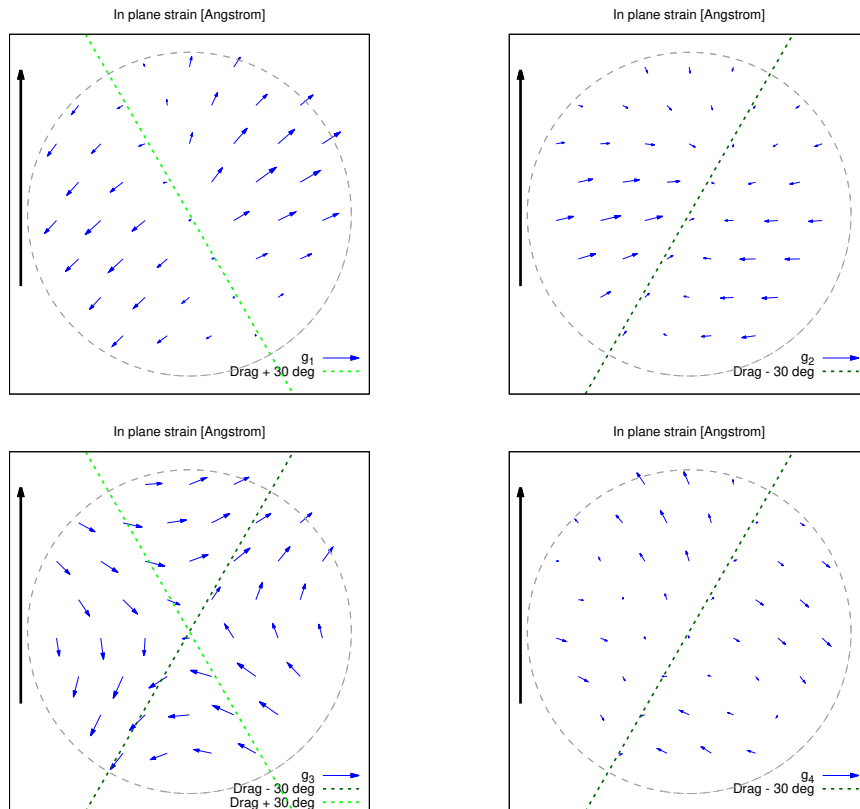 In plane strain [Angstrom]
In plane strain [Angstrom]
g1
Drag + 30 deg
g2
Drag - 30 deg
In plane strain [Angstrom]
In plane strain [Angstrom]
g3
Drag - 30 deg
Drag + 30 deg
g4
Drag - 30 deg